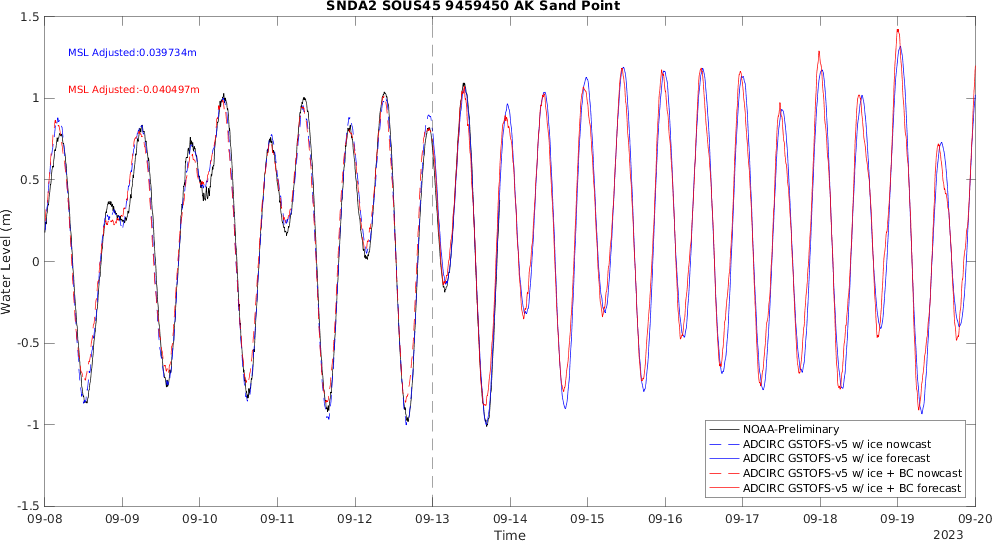 SNDA2 SOUS45 9459450 AK Sand Point
MSL Adjusted:0.039734m
MSL Adjusted:-0.040497m
Water Level (m)
1.5
1
0.5
0
-0.5
-1
-1.5
NOAA-Preliminary
ADCIRC GSTOFS-v5 w/ ice nowcast
ADCIRC GSTOFS-v5 w/ ice forecast
ADCIRC GSTOFS-v5 w/ ice + BC nowcast
ADCIRC GSTOFS-v5 w/ ice + BC forecast
09-08 09-09 09-10 09-11 09-12 09-13 09-14 09-15 09-16 09-17 09-18 09-19 09-20
Time
2023